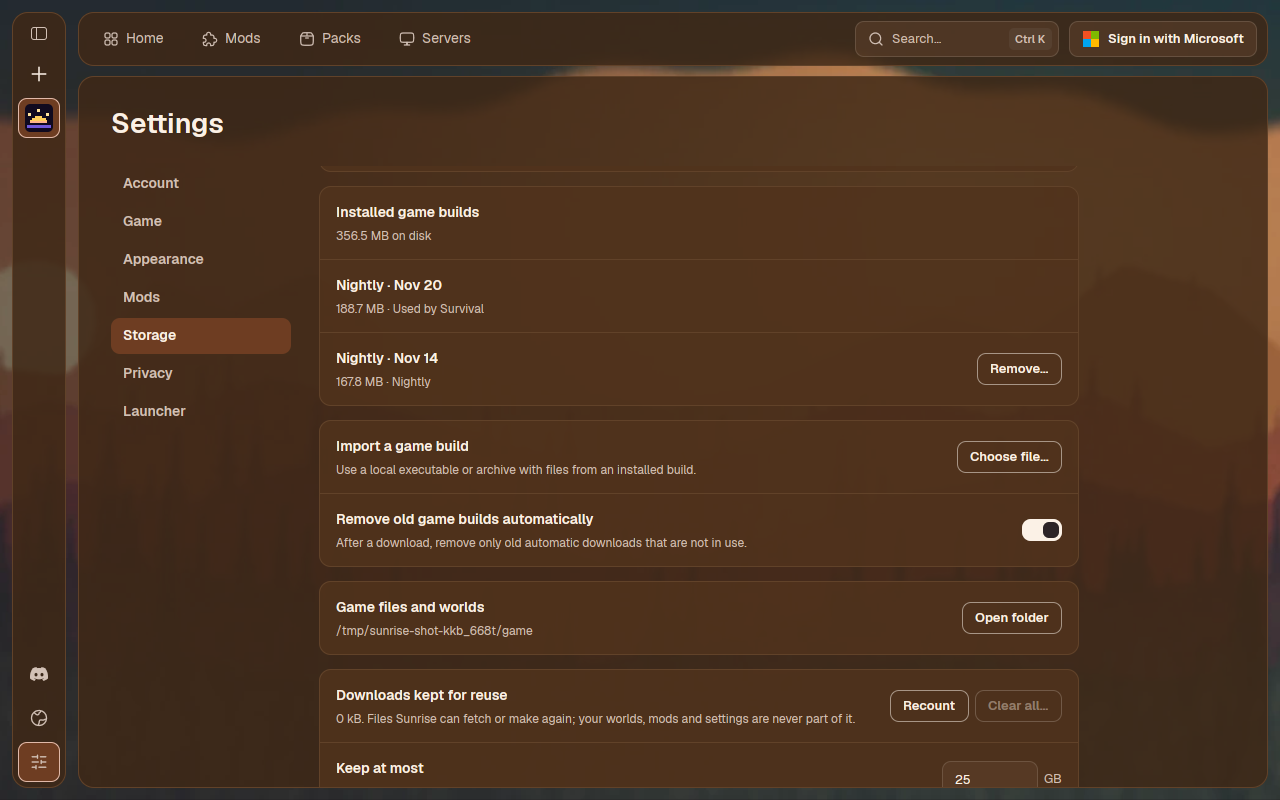 Home
Mods
Packs
Servers
Search...
Ctrl K
Sign in with Microsoft
Settings
Account
Game
Appearance
Mods
Storage
Privacy
Launcher
Installed game builds
356.5 MB on disk
Nightly · Nov 20
188.7 MB · Used by Survival
Nightly · Nov 14
167.8 MB · Nightly
Remove...
Import a game build
Use a local executable or archive with files from an installed build.
Choose file...
Remove old game builds automatically
After a download, remove only old automatic downloads that are not in use.
Game files and worlds
/tmp/sunrise-shot-kkb_668t/game
Open folder
Downloads kept for reuse
0 kB. Files Sunrise can fetch or make again; your worlds, mods and settings are never part of it.
Recount
Clear all...
Keep at most
25
GB